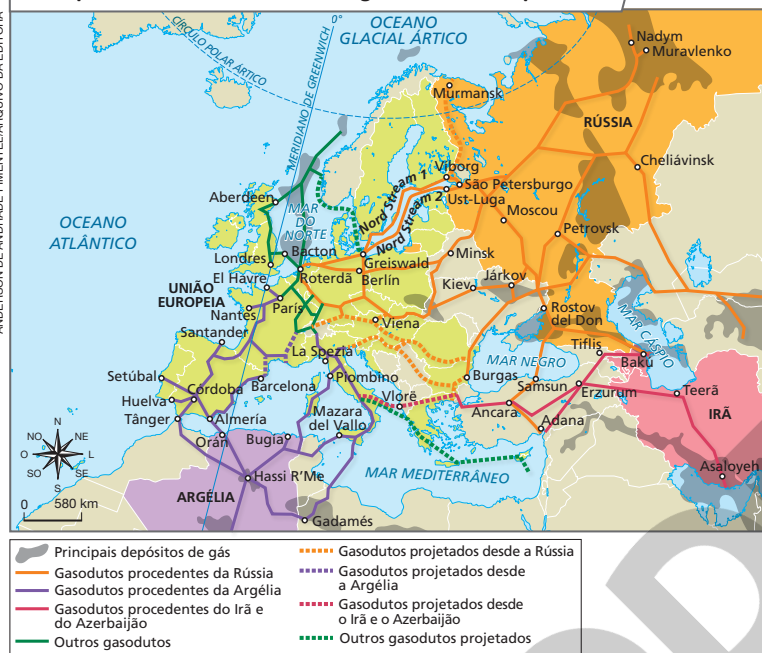 OCEANO
GLACIAL ÁRTICO
CÍRCULO POLAR ÁRTICO
0°
MERIDIANO DE GREENWICH
Nadym
Muravlenko
Murmansk
RÚSSIA
Cheliávinsk
Víborg
São Petersburgo
Ust-Luga
Nord Stream 1
Nord Stream 2
Moscou
Petrovsk
Aberdeen
MAR
DO
NORTE
OCEANO
ATLÂNTICO
Bacton
Londres
Greiswald
Minsk
El Havre
Roterdã
Berlín
Kiev
Járkov
UNIÃO
EUROPEIA
Nantes
París
Rostov
del Don
MAR CÁSPIO
Viena
Santander
La Spezia
MAR NEGRO
Tiflis
Baku
Setúbal
Córdoba
Barcelona
Piombino
Burgas
Samsun
Huelva
Vlorë
Erzurum
Teerã
Tânger
Almería
Mazara
del Vallo
Ancara
Adana
IRÃ
Orán
Bugia
NO
N
NE
O
L
SO
S
SE
Hassi R'Me
MAR MEDITERRÂNEO
Asaloyeh
ARGÉLIA
0
580 km
Gadamés
Principais depósitos de gás
Gasodutos procedentes da Rússia
Gasodutos procedentes da Argélia
Gasodutos procedentes do Irã e
do Azerbaijão
Outros gasodutos
Gasodutos projetados desde a Rússia
Gasodutos projetados desde
a Argélia
Gasodutos projetados desde
o Irã e o Azerbaijão
Outros gasodutos projetados